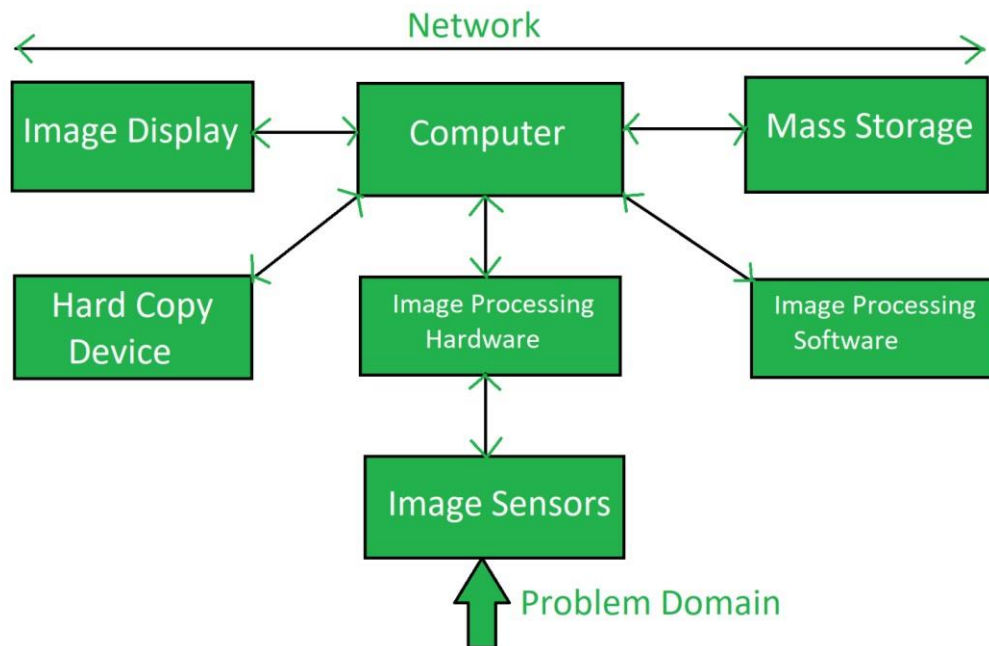 Network
Image Display
Computer
Mass Storage
Hard Copy
Device
Image Processing
Hardware
Image Processing
Software
Image Sensors
Problem Domain